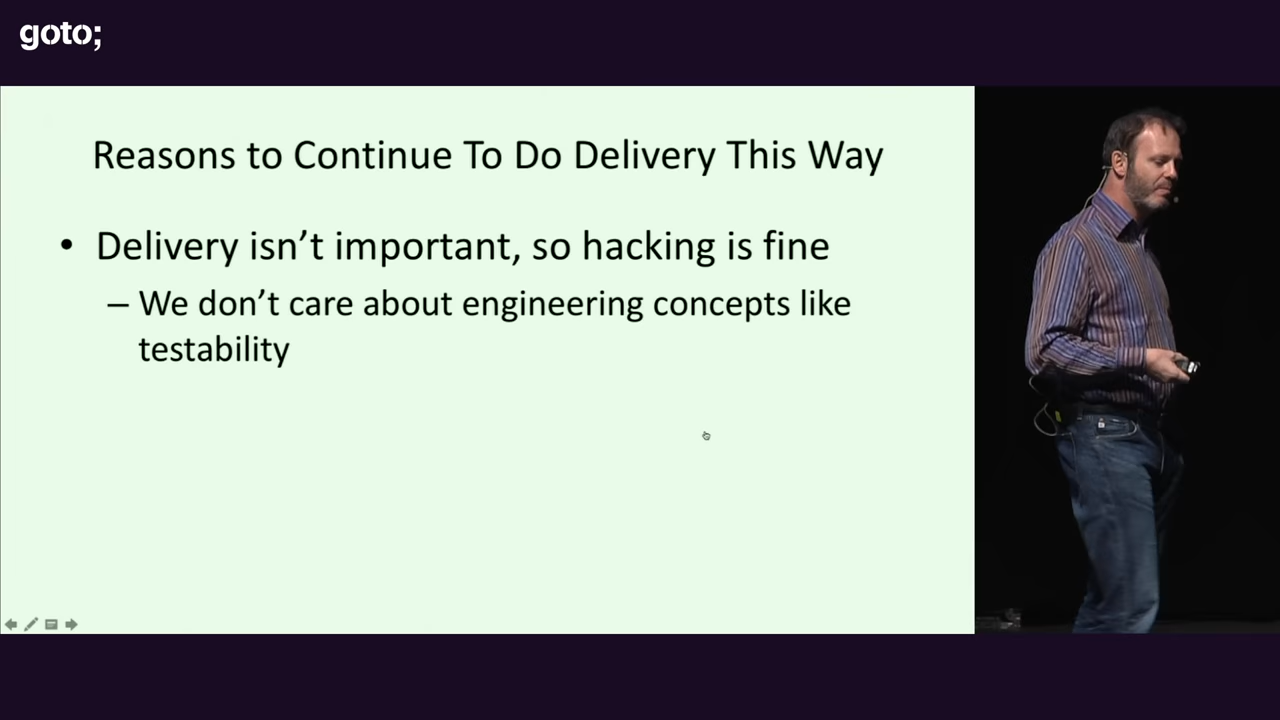 goto;
Reasons to Continue To Do Delivery This Way
• Delivery isn’t important, so hacking is fine
– We don’t care about engineering concepts like
testability